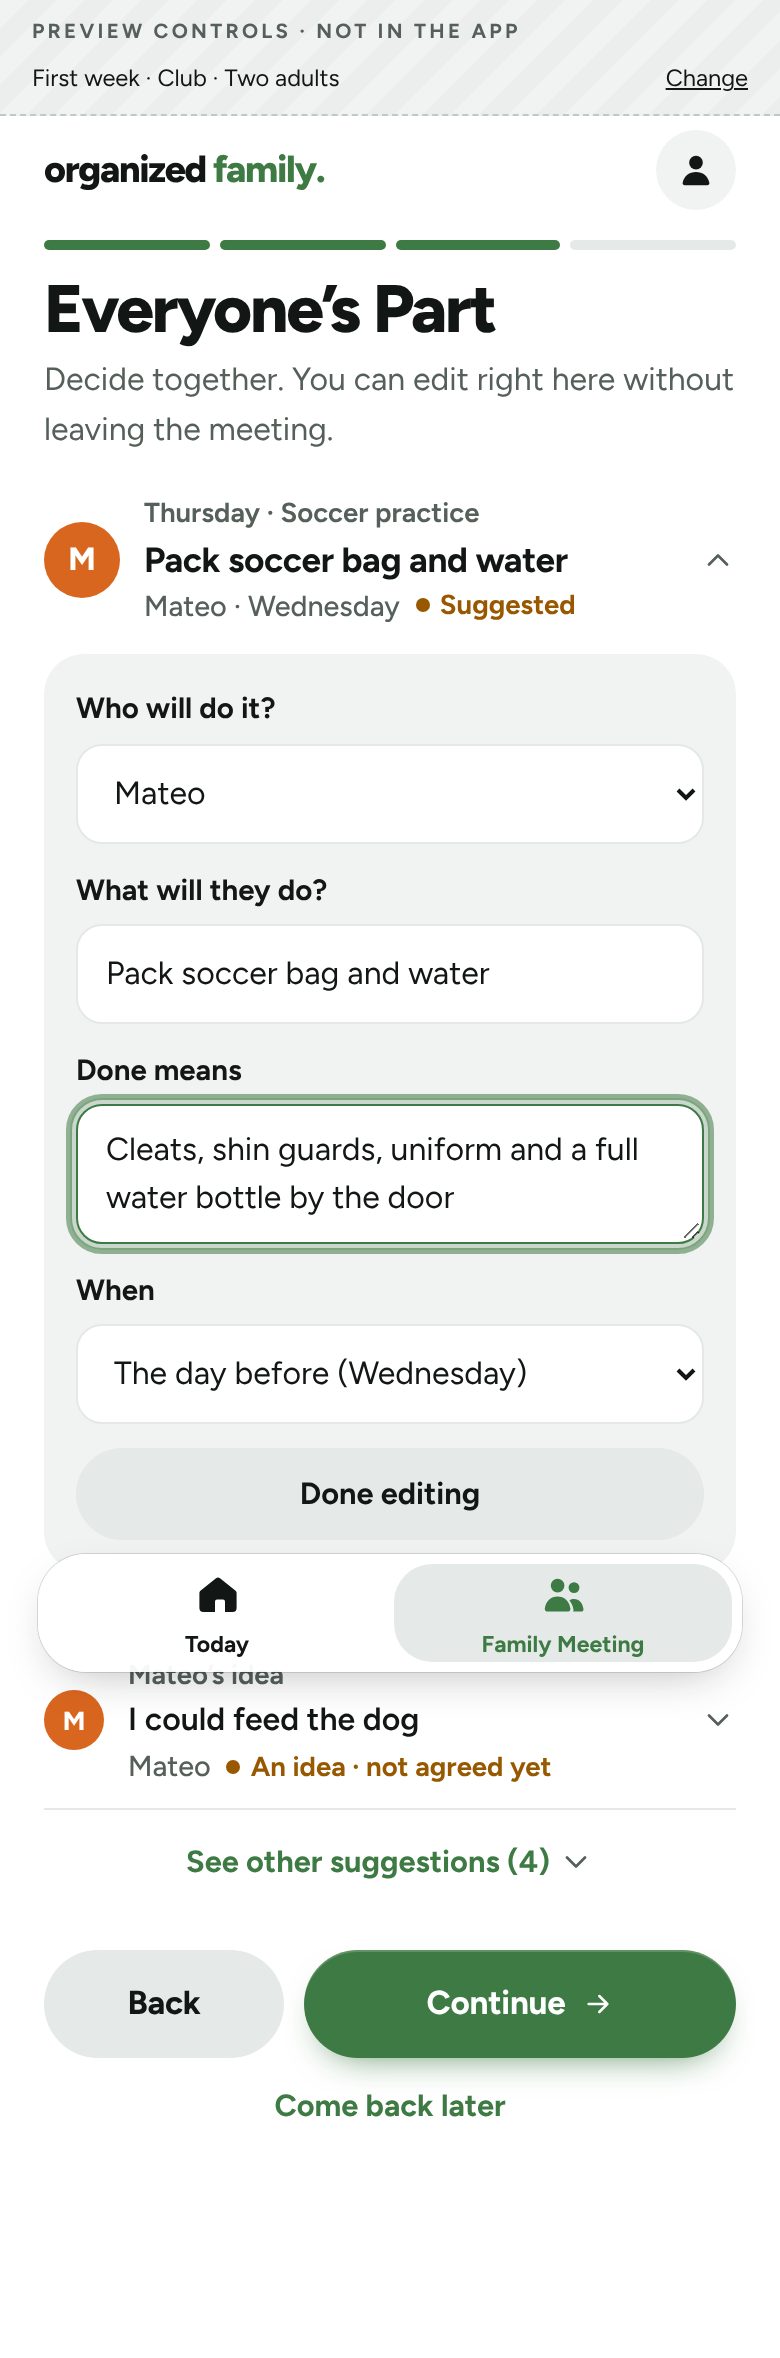 PREVIEW CONTROLS · NOT IN THE APP
First week · Club · Two adults
Change
organized family.
Everyone’s Part
Decide together. You can edit right here without
leaving the meeting.
Thursday · Soccer practice
M
Pack soccer bag and water
Mateo · Wednesday
Suggested
Who will do it?
Mateo
What will they do?
Pack soccer bag and water
Done means
Cleats, shin guards, uniform and a full
water bottle by the door
When
The day before (Wednesday)
Done editing
Today
Family Meeting
Mateo’s idea
M
I could feed the dog
Mateo
An idea · not agreed yet
See other suggestions (4)
Back
Continue →
Come back later